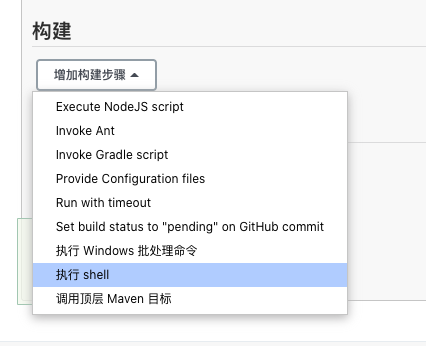 构建
增加构建步骤
Execute NodeJS script
Invoke Ant
Invoke Gradle script
Provide Configuration files
Run with timeout
Set build status to "pending" on GitHub commit
执行 Windows 批处理命令
执行 shell
调用顶层 Maven 目标